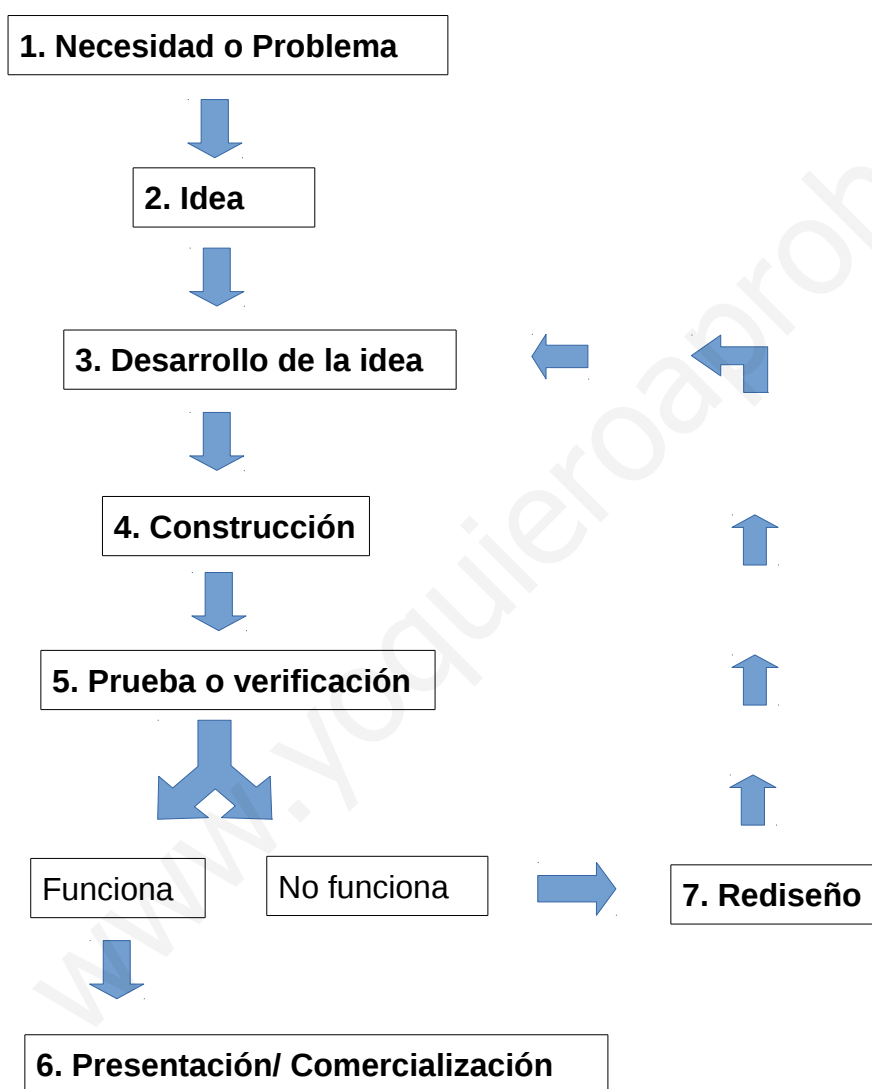 1. Necesidad o Problema
2. Idea
3. Desarrollo de la idea
4. Construcción
5. Prueba o verificación
Funciona
No funciona
7. Rediseño
6. Presentación/ Comercialización
www.yoquieroaprob